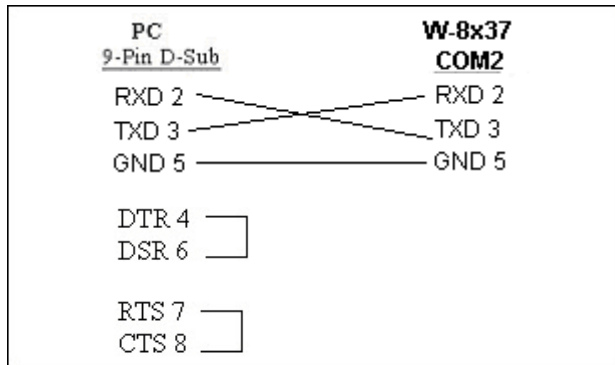 PC W-8x37
9-Pin D-Sub COM2
RXD 2 RXD 2
TXD 3 TXD 3
GND 5 GND 5
DTR 4
DSR 6
RTS 7
CTS 8